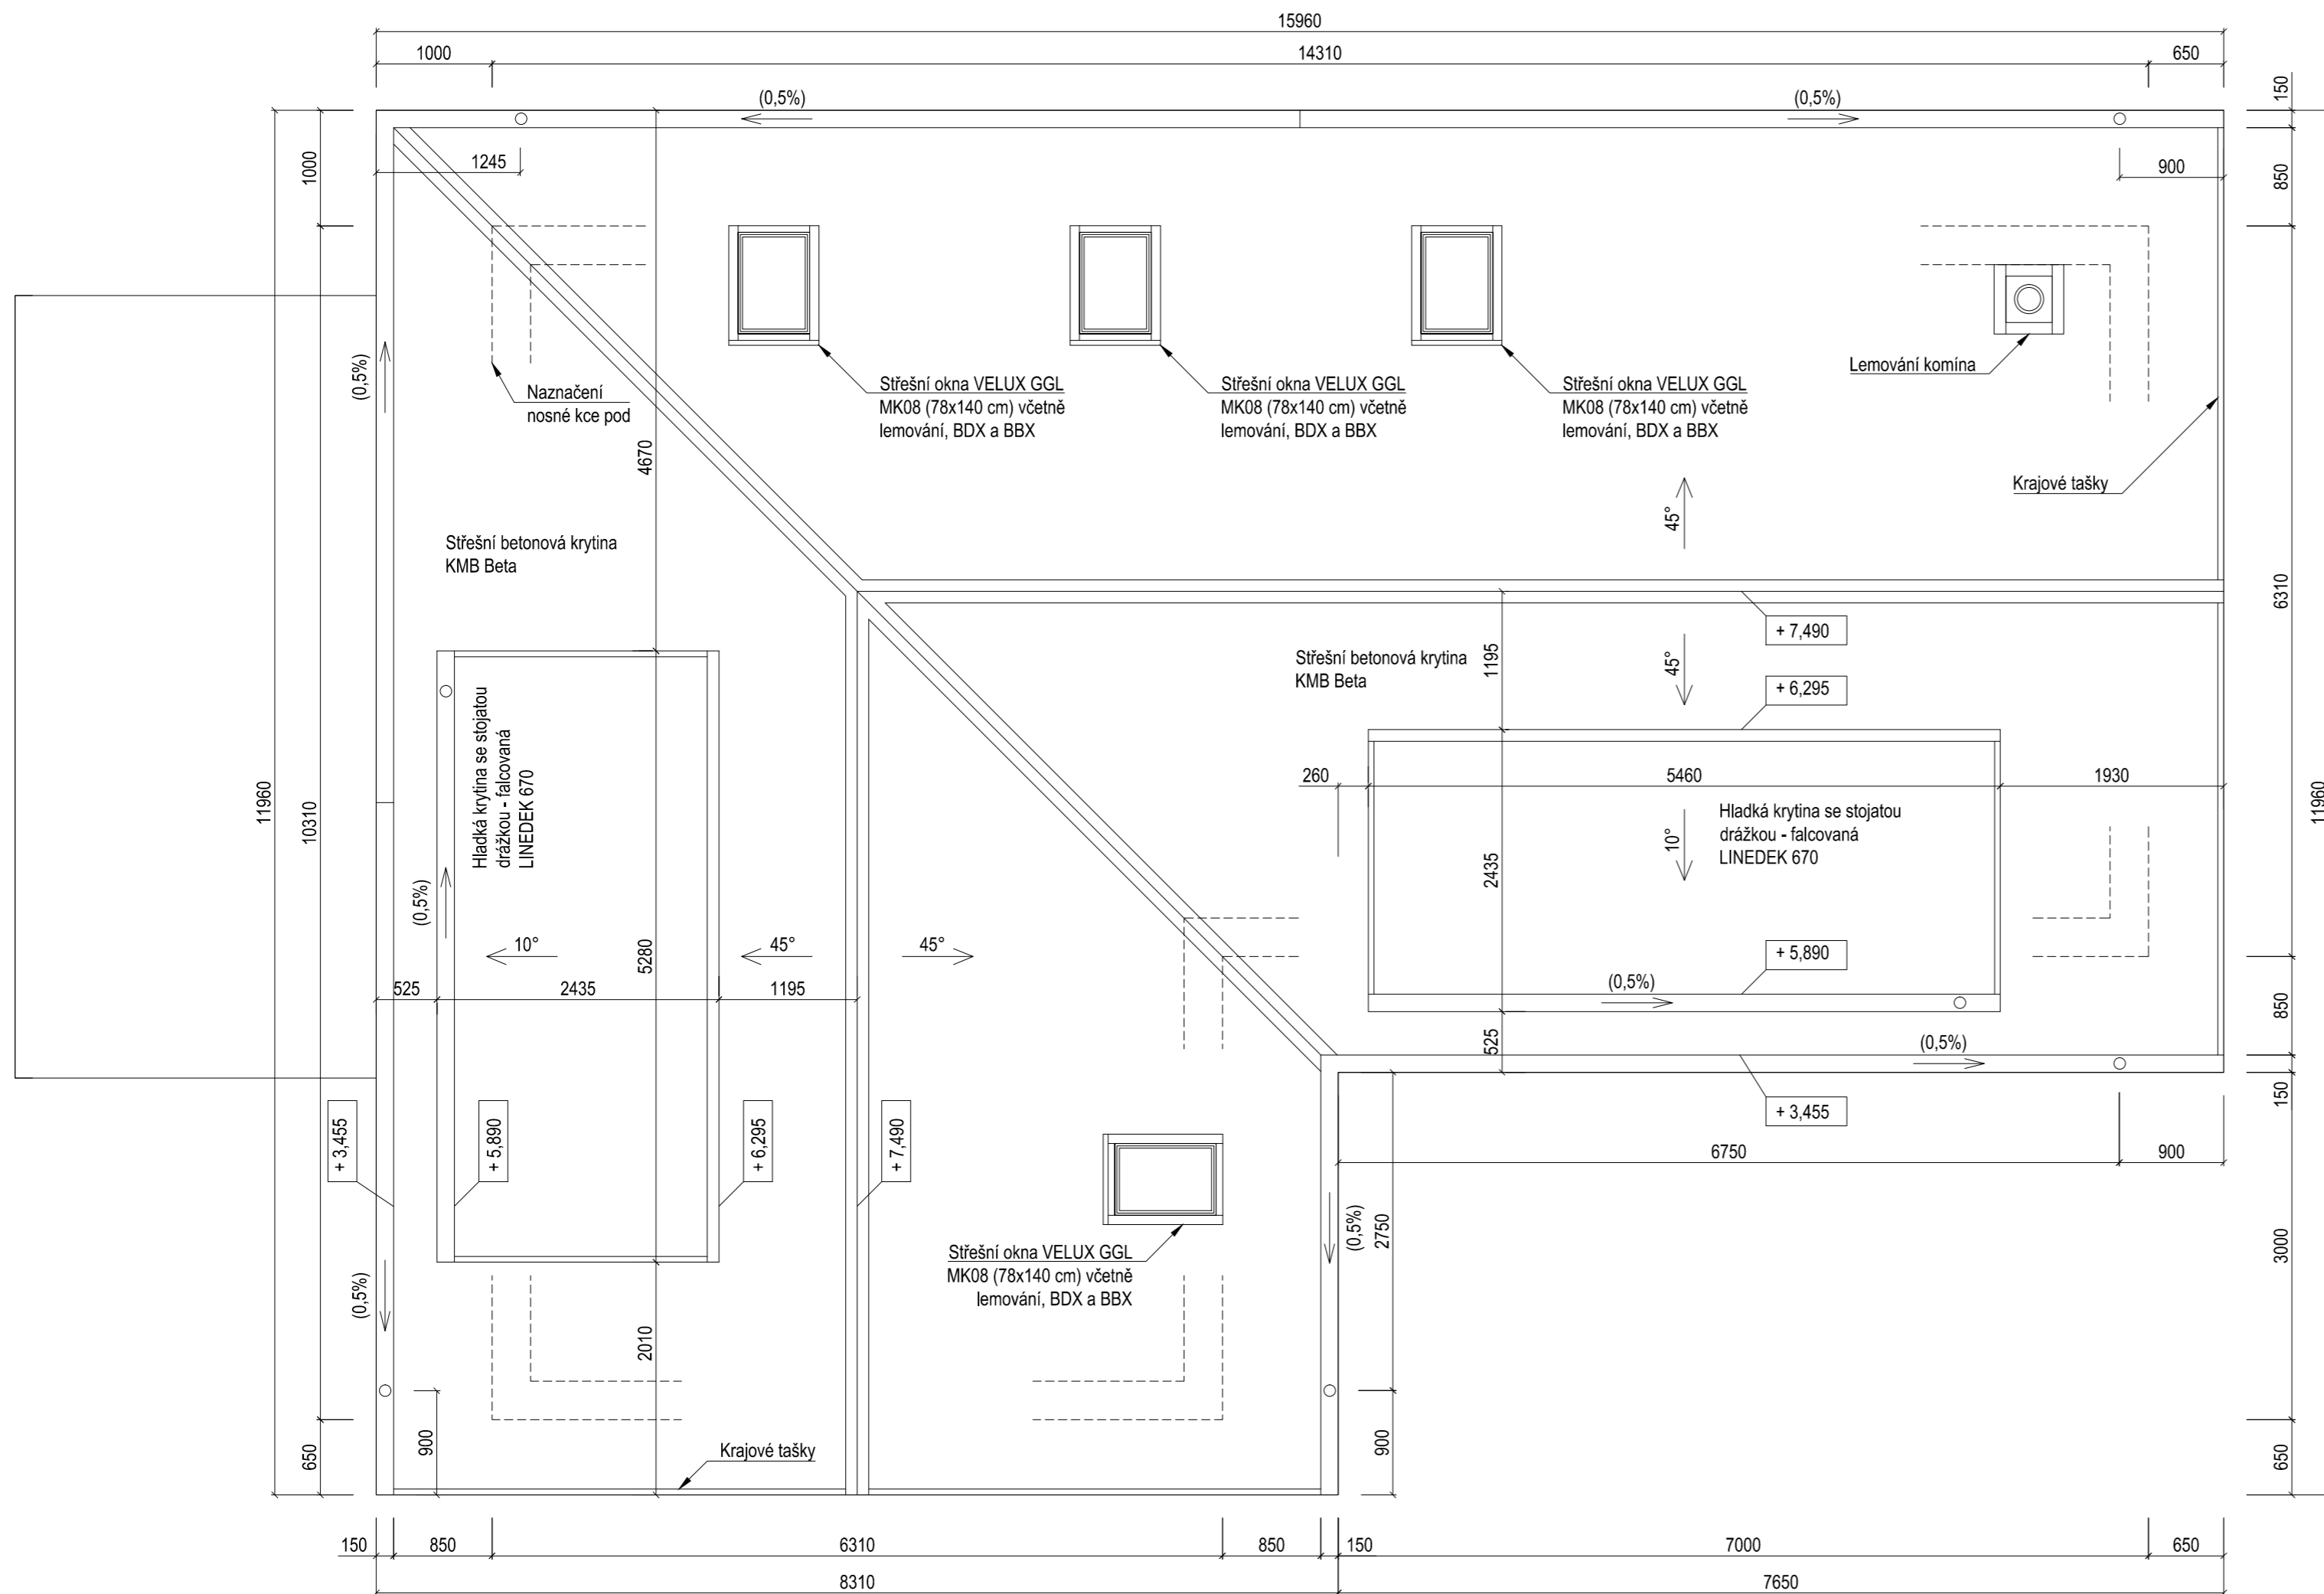 15960
1000
14310
650
(0,5%)
(0,5%)
150
1000
1245
900
850
(0,5%)
Naznačení
nosné kce pod
Střešní okna VELUX GGL
MK08 (78x140 cm) včetně
lemování, BDX a BBX
Střešní okna VELUX GGL
MK08 (78x140 cm) včetně
lemování, BDX a BBX
Střešní okna VELUX GGL
MK08 (78x140 cm) včetně
lemování, BDX a BBX
Lemování komína
Krajové tašky
4670
45°
Střešní betonová krytina
KMB Beta
6310
+ 7,490
Střešní betonová krytina
KMB Beta
1195
45°
+ 6,295
Hladká krytina se stojatou
drážkou - falcovaná
LINEDEK 670
260
5460
1930
11960
10310
11960
Hladká krytina se stojatou
drážkou - falcovaná
LINEDEK 670
10°
2435
(0,5%)
10°
45°
45°
5280
+ 5,890
(0,5%)
525
2435
1195
850
525
(0,5%)
+ 3,455
+ 5,890
+ 6,295
+ 7,490
+ 3,455
150
6750
900
(0,5%)
2750
3000
Střešní okna VELUX GGL
MK08 (78x140 cm) včetně
lemování, BDX a BBX
(0,5%)
2010
650
900
Krajové tašky
900
650
150
850
6310
850
150
7000
650
8310
7650